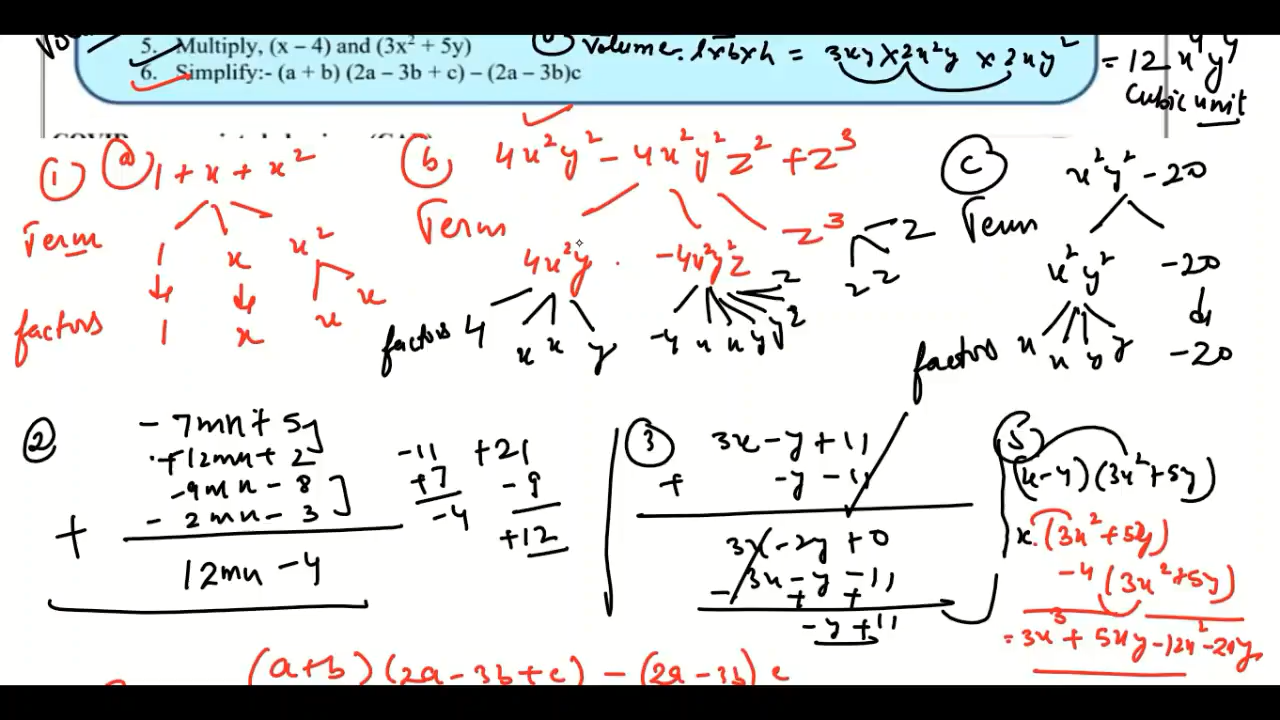 5. Multiply, (x – 4) and (3x² + 5y)
6. Simplify:- (a + b) (2a – 3b + c) – (2a – 3b)c
Volume. l×b×h = 3xy × 2x²y × 2xy² = 12 x⁴y⁴
Cubic unit
① ⓐ 1 + x + x²
Term
1 x x²
x x
factors 1 x
ⓑ 4x²y² – 4x²y²z² + z³
Term
4x²y . –4x²y²z z³
z z z
factors 4 x x y –4 x x y y z z
ⓒ x²y² – 20
Term
x²y² –20
factors x x y y –20
②
– 7mn + 5
+ 12mn + 2
– 9mn – 8
– 2mn – 3
+
12mn – 4
–11 +21
+7 –9
–4 +12
③ 3x – y + 11
+ – y – 11
3x – 2y + 0
– 3x – y – 11
+ +
– y + 11
⑤
(x – 4) (3x² + 5y)
x. (3x² + 5y)
–4 (3x² + 5y)
= 3x³ + 5xy – 12x² – 20y
(a + b) (2a – 3b + c) – (2a – 3b) c